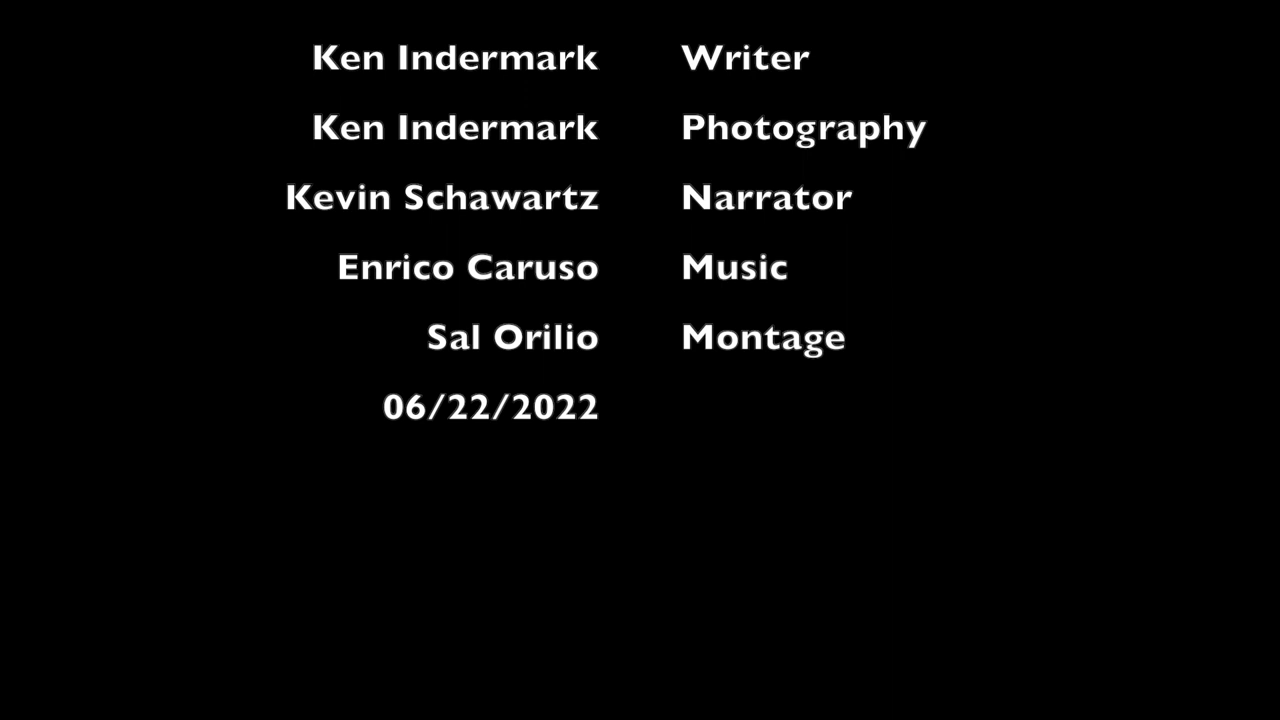 Ken Indermark Writer
Ken Indermark Photography
Kevin Schawartz Narrator
Enrico Caruso Music
Sal Orilio Montage
06/22/2022